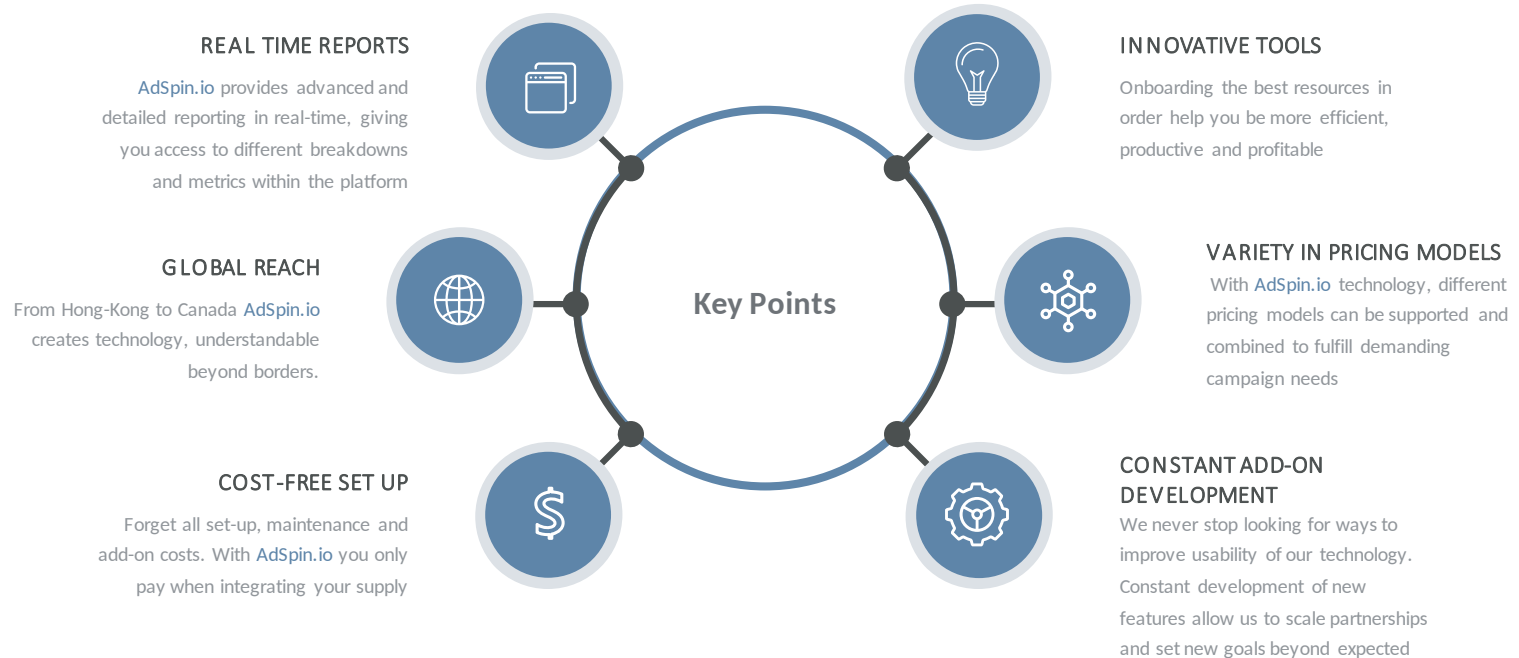 REAL TIME REPORTS
AdSpin.io provides advanced and
detailed reporting in real-time, giving
you access to different breakdowns
and metrics within the platform
GLOBAL REACH
From Hong-Kong to Canada AdSpin.io
creates technology, understandable
beyond borders.
COST-FREE SET UP
Forget all set-up, maintenance and
add-on costs. With AdSpin.io you only
pay when integrating your supply
Key Points
INNOVATIVE TOOLS
Onboarding the best resources in
order help you be more efficient,
productive and profitable
VARIETY IN PRICING MODELS
With AdSpin.io technology, different
pricing models can be supported and
combined to fulfill demanding
campaign needs
CONSTANT ADD-ON
DEVELOPMENT
We never stop looking for ways to
improve usability of our technology.
Constant development of new
features allow us to scale partnerships
and set new goals beyond expected